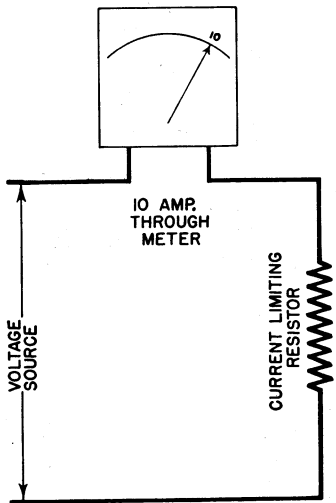 10
10 AMP.
THROUGH
METER
VOLTAGE
SOURCE
CURRENT LIMITING
RESISTOR